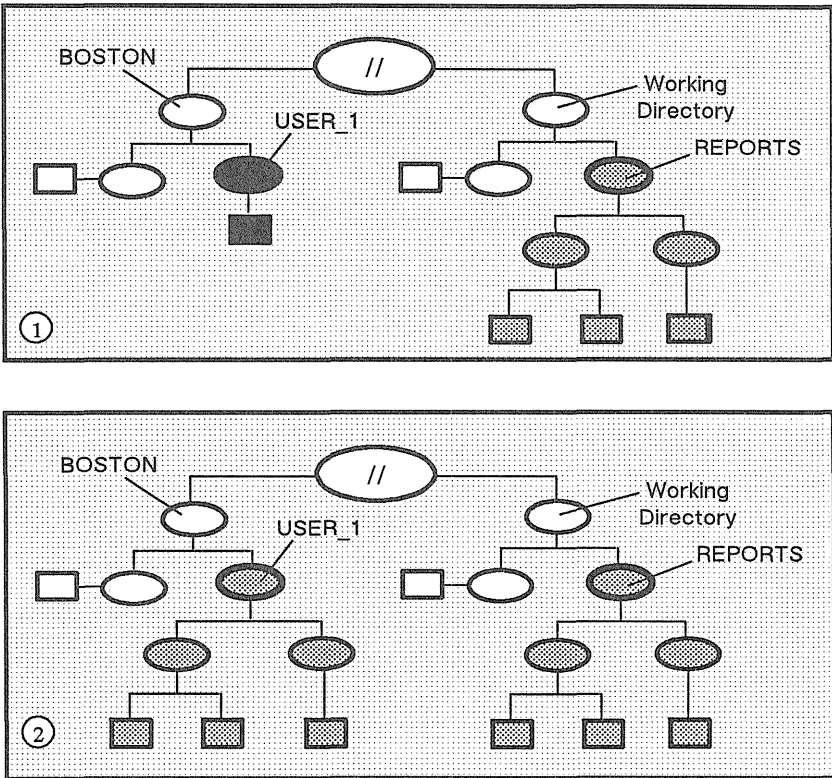 BOSTON
//
USER_1
Working
Directory
REPORTS
1
BOSTON
//
USER_1
Working
Directory
REPORTS
2